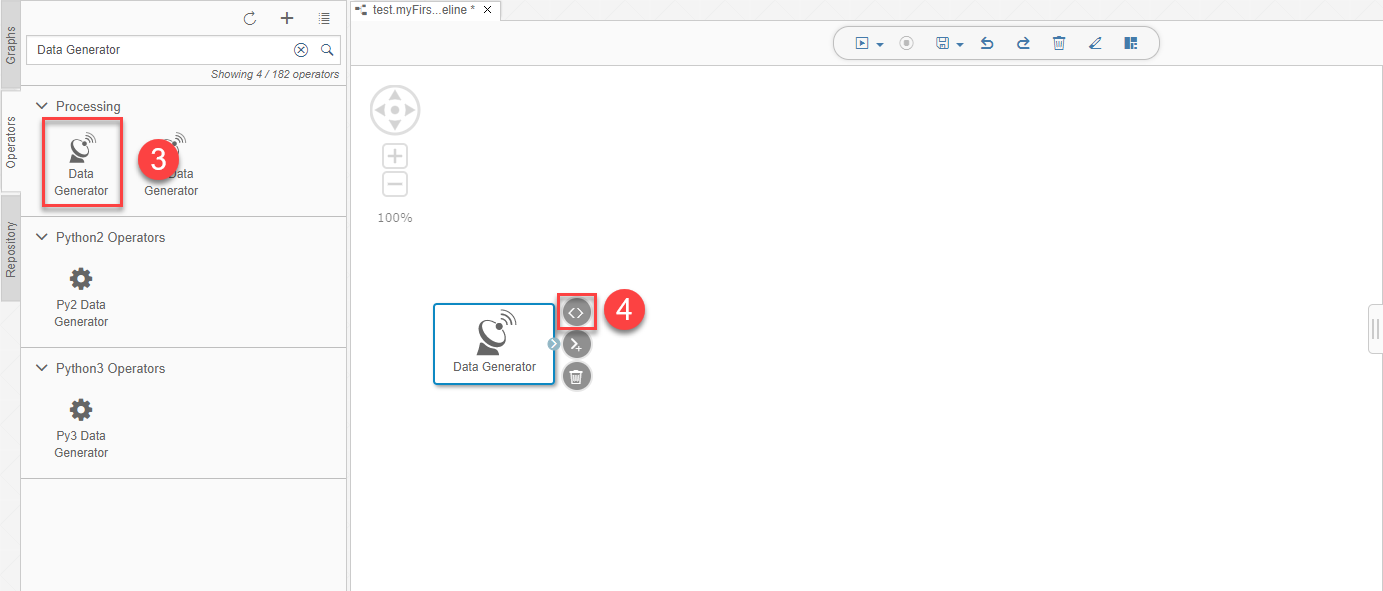 test.myFirs...eline *
Graphs
Operators
Repository
Data Generator
Showing 4 / 182 operators
Processing
Data
Generator
3
Data
Generator
Python2 Operators
Py2 Data
Generator
Python3 Operators
Py3 Data
Generator
100%
Data Generator
4